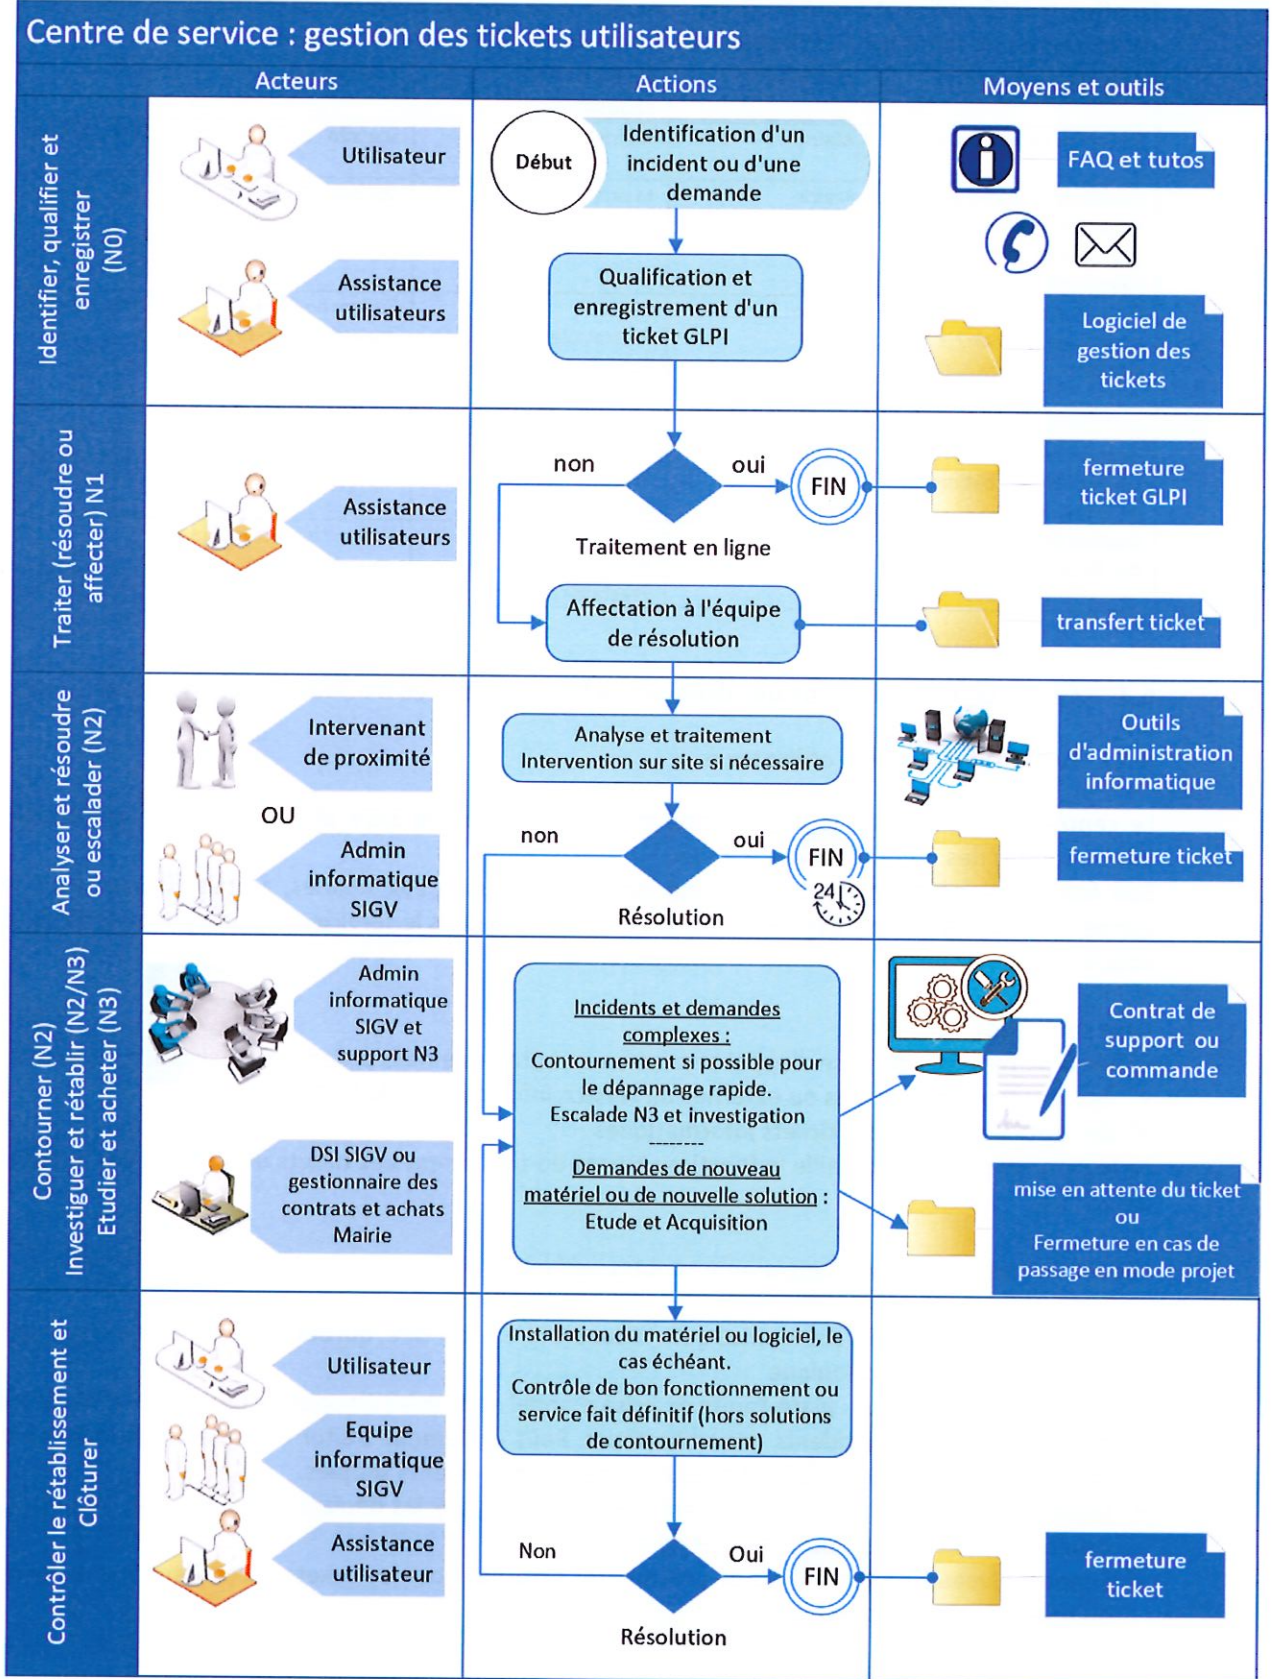 Centre de service : gestion des tickets utilisateurs
Acteurs
Actions
Moyens et outils
Identifier, qualifier et
enregistrer
(N0)
Utilisateur
Assistance
utilisateurs
Début
Identification d'un
incident ou d'une
demande
Qualification et
enregistrement d'un
ticket GLPI
FAQ et tutos
Logiciel de
gestion des
tickets
Traiter (résoudre ou
affecter) N1
Assistance
utilisateurs
non
oui
FIN
Traitement en ligne
Affectation à l'équipe
de résolution
fermeture
ticket GLPI
transfert ticket
Analyser et résoudre
ou escalader (N2)
Intervenant
de proximité
OU
Admin
informatique
SIGV
Analyse et traitement
Intervention sur site si nécessaire
non
oui
FIN
24
Résolution
Outils
d'administration
informatique
fermeture ticket
Contourner (N2)
Investiguer et rétablir (N2/N3)
Etudier et acheter (N3)
Admin
informatique
SIGV et
support N3
DSI SIGV ou
gestionnaire des
contrats et achats
Mairie
Incidents et demandes
complexes :
Contournement si possible pour
le dépannage rapide.
Escalade N3 et investigation
--------
Demandes de nouveau
matériel ou de nouvelle solution :
Etude et Acquisition
Contrat de
support ou
commande
mise en attente du ticket
ou
Fermeture en cas de
passage en mode projet
Contrôler le rétablissement et
Clôturer
Utilisateur
Equipe
informatique
SIGV
Assistance
utilisateur
Installation du matériel ou logiciel, le
cas échéant.
Contrôle de bon fonctionnement ou
service fait définitif (hors solutions
de contournement)
Non
Oui
FIN
Résolution
fermeture
ticket